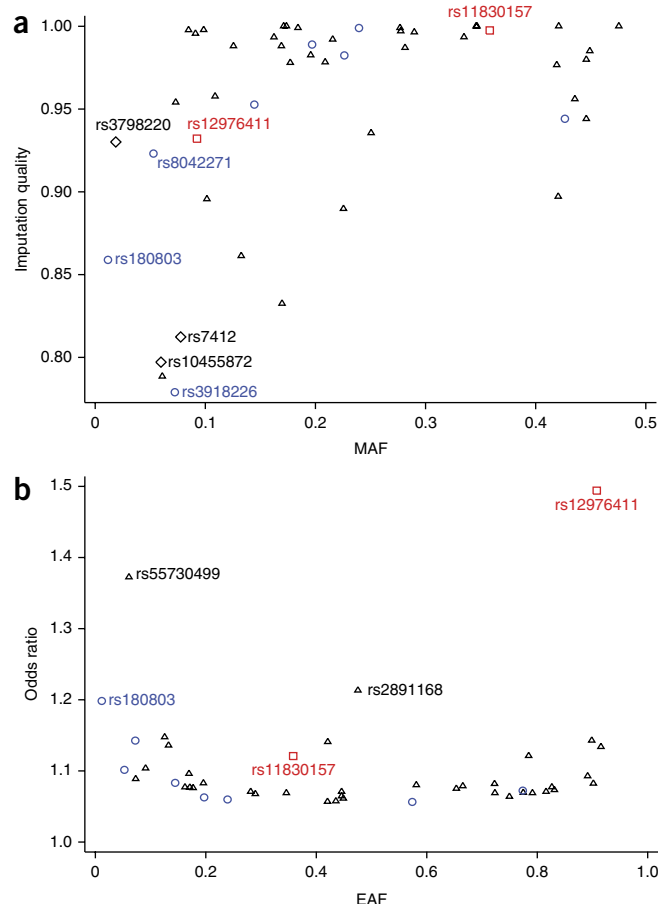 a
1.00
0.95
0.90
0.85
0.80
Imputation quality
rs11830157
rs3798220
rs12976411
rs8042271
rs180803
rs7412
rs10455872
rs3918226
0
0.1
0.2
0.3
0.4
0.5
MAF
b
1.5
1.4
1.3
1.2
1.1
1.0
Odds ratio
rs12976411
rs55730499
rs2891168
rs180803
rs11830157
0
0.2
0.4
0.6
0.8
1.0
EAF